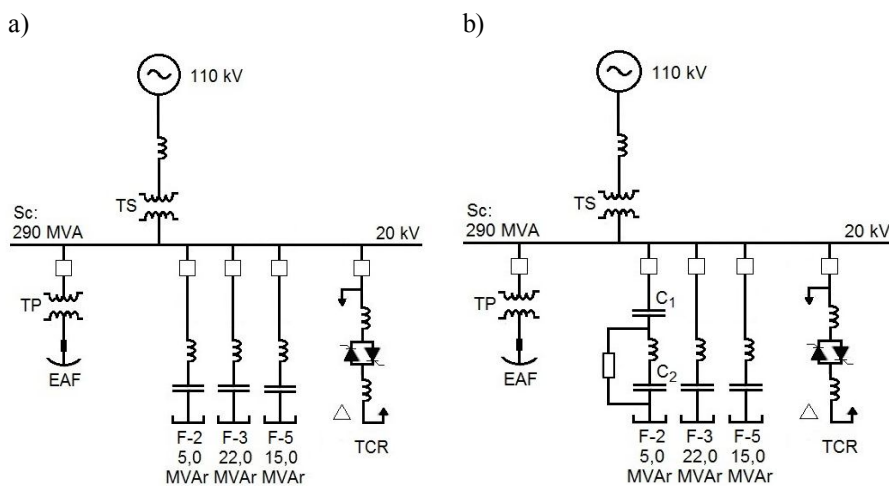 a)
110 kV
TS
Sc:
290 MVA
20 kV
TP
EAF
F-2
5,0
MVAr
F-3
22,0
MVAr
F-5
15,0
MVAr
TCR
b)
110 kV
TS
Sc:
290 MVA
20 kV
TP
EAF
C1
C2
F-2
5,0
MVAr
F-3
22,0
MVAr
F-5
15,0
MVAr
TCR